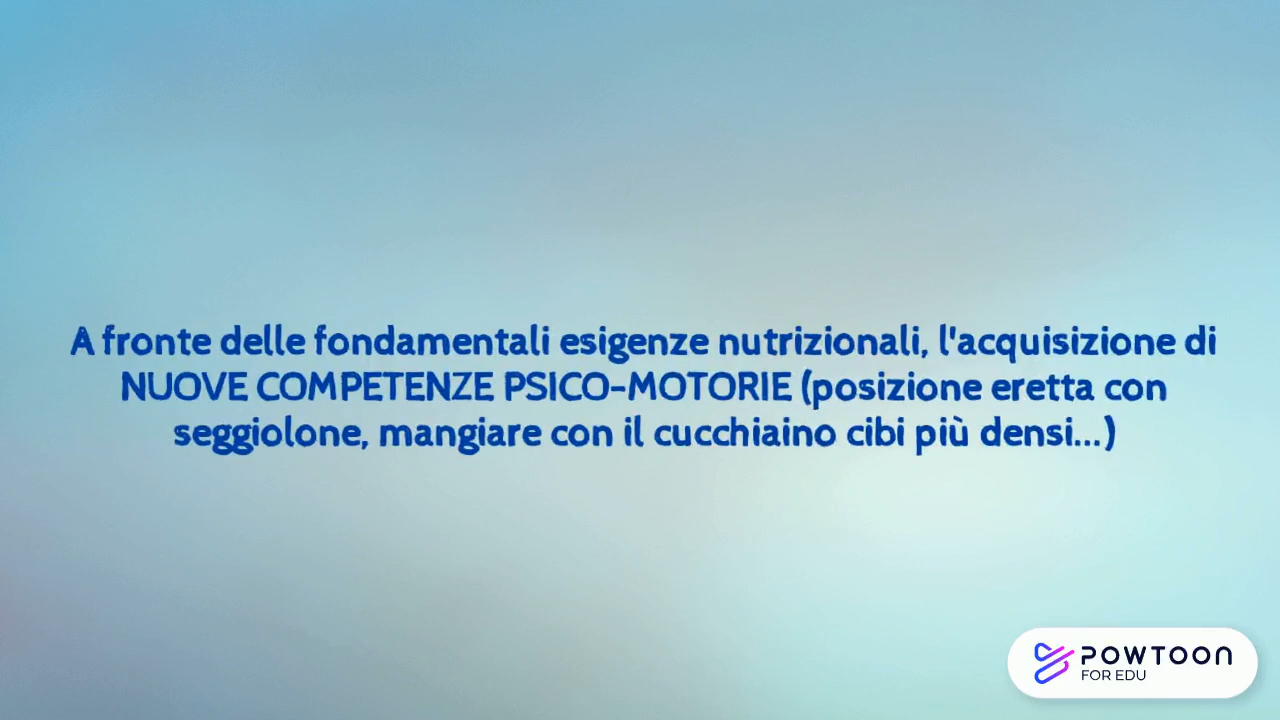 A fronte delle fondamentali esigenze nutrizionali, l'acquisizione di
NUOVE COMPETENZE PSICO-MOTORIE (posizione eretta con
seggiolone, mangiare con il cucchiaino cibi più densi...)
POWTOON
FOR EDU